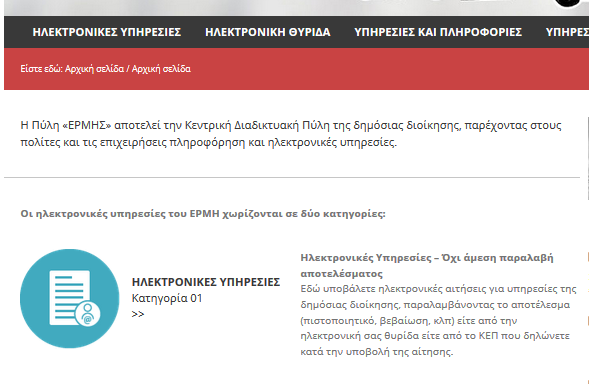 ΗΛΕΚΤΡΟΝΙΚΕΣ ΥΠΗΡΕΣΙΕΣ ΗΛΕΚΤΡΟΝΙΚΗ ΘΥΡΙΔΑ ΥΠΗΡΕΣΙΕΣ ΚΑΙ ΠΛΗΡΟΦΟΡΙΕΣ ΥΠΗΡΕΣ
Είστε εδώ: Αρχική σελίδα / Αρχική σελίδα
Η Πύλη «ΕΡΜΗΣ» αποτελεί την Κεντρική Διαδικτυακή Πύλη της δημόσιας διοίκησης, παρέχοντας στους
πολίτες και τις επιχειρήσεις πληροφόρηση και ηλεκτρονικές υπηρεσίες.
Οι ηλεκτρονικές υπηρεσίες του ΕΡΜΗ χωρίζονται σε δύο κατηγορίες:
ΗΛΕΚΤΡΟΝΙΚΕΣ ΥΠΗΡΕΣΙΕΣ
Κατηγορία 01
>>
Ηλεκτρονικές Υπηρεσίες – Όχι άμεση παραλαβή
αποτελέσματος
Εδώ υποβάλετε ηλεκτρονικές αιτήσεις για υπηρεσίες της
δημόσιας διοίκησης, παραλαμβάνοντας το αποτέλεσμα
(πιστοποιητικό, βεβαίωση, κλπ) είτε από την
ηλεκτρονική σας θυρίδα είτε από το ΚΕΠ που δηλώνετε
κατά την υποβολή της αίτησης.